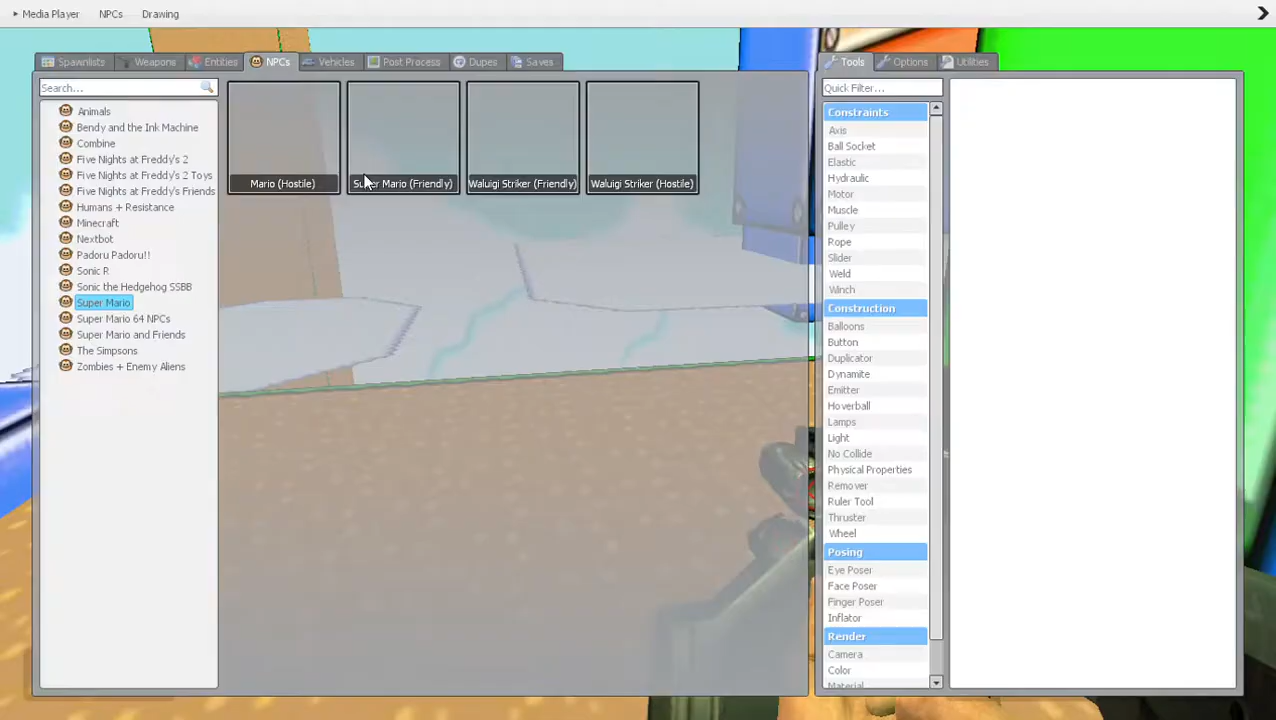 Media Player NPCs Drawing
Spawnlists Weapons Entities NPCs Vehicles Post Process Dupes Saves
Search...
Animals
Bendy and the Ink Machine
Combine
Five Nights at Freddy's 2
Five Nights at Freddy's 2 Toys
Five Nights at Freddy's Friends
Humans + Resistance
Minecraft
Nextbot
Padoru Padoru!!
Sonic R
Sonic the Hedgehog SSBB
Super Mario
Super Mario 64 NPCs
Super Mario and Friends
The Simpsons
Zombies + Enemy Aliens
Mario (Hostile)
Super Mario (Friendly)
Waluigi Striker (Friendly)
Waluigi Striker (Hostile)
Tools Options Utilities
Quick Filter...
Constraints
Axis
Ball Socket
Elastic
Hydraulic
Motor
Muscle
Pulley
Rope
Slider
Weld
Winch
Construction
Balloons
Button
Duplicator
Dynamite
Emitter
Hoverball
Lamps
Light
No Collide
Physical Properties
Remover
Ruler Tool
Thruster
Wheel
Posing
Eye Poser
Face Poser
Finger Poser
Inflator
Render
Camera
Color
Material